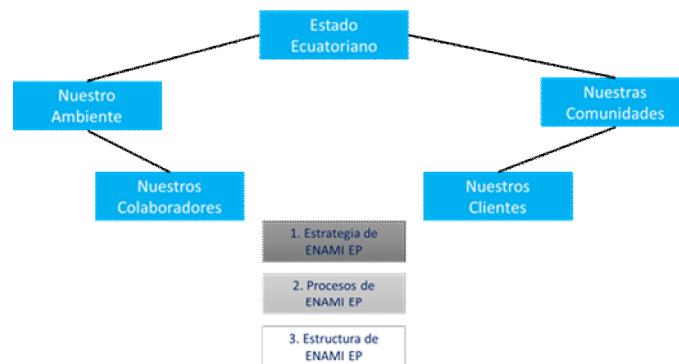 Estado
Ecuatoriano
Nuestro
Ambiente
Nuestras
Comunidades
Nuestros
Colaboradores
Nuestros
Clientes
1. Estrategia de
ENAMI EP
2. Procesos de
ENAMI EP
3. Estructura de
ENAMI EP